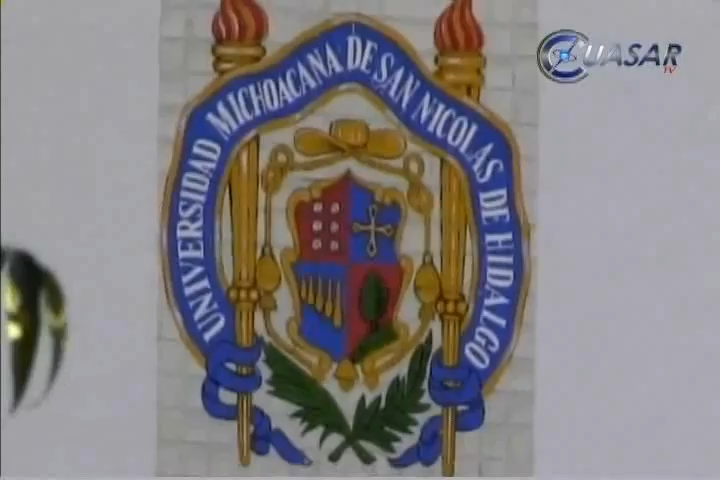 UNIVERSIDAD MICHOACANA DE SAN NICOLAS DE HIDALGO
CUASAR
TV